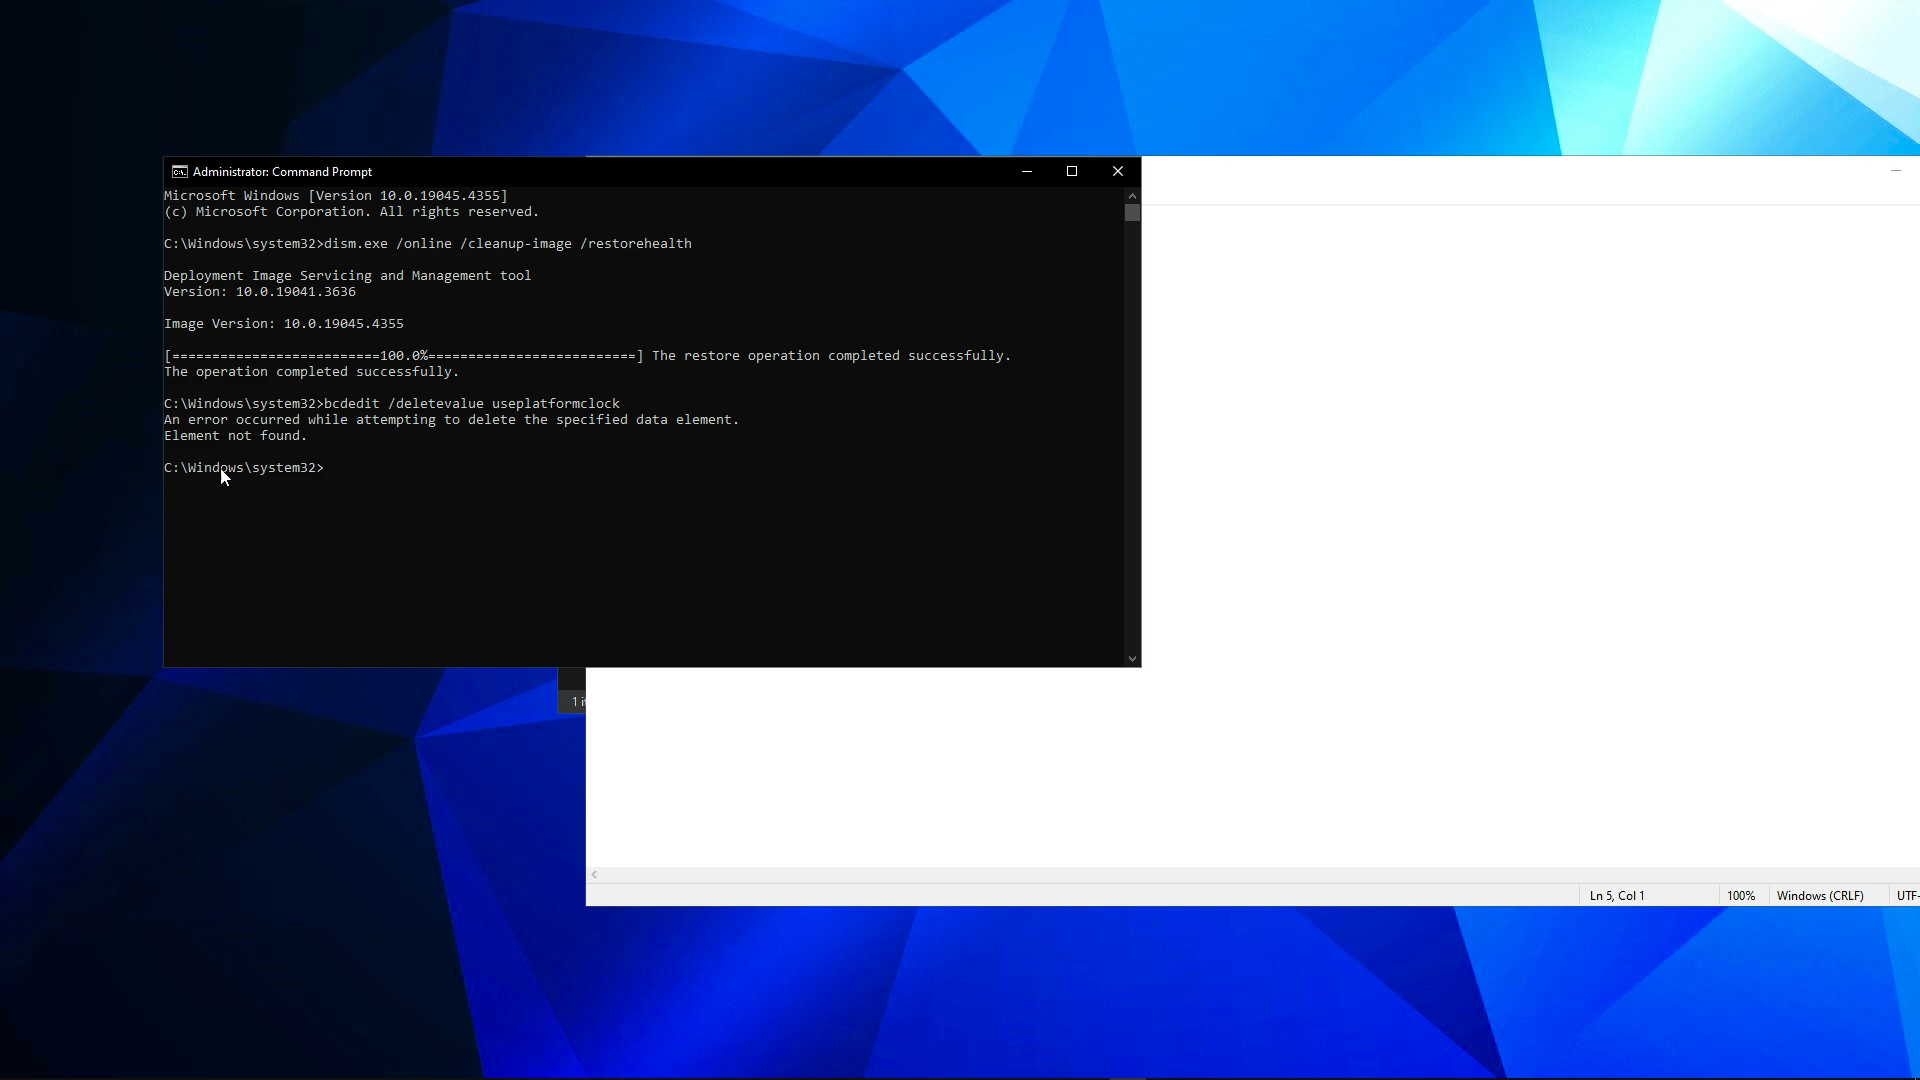 Administrator: Command Prompt
Microsoft Windows [Version 10.0.19045.4355]
(c) Microsoft Corporation. All rights reserved.
C:\Windows\system32>dism.exe /online /cleanup-image /restorehealth
Deployment Image Servicing and Management tool
Version: 10.0.19041.3636
Image Version: 10.0.19045.4355
[==========================100.0%==========================] The restore operation completed successfully.
The operation completed successfully.
C:\Windows\system32>bcdedit /deletevalue useplatformclock
An error occurred while attempting to delete the specified data element.
Element not found.
C:\Windows\system32>
1 i
Ln 5, Col 1
100%
Windows (CRLF)
UTF-